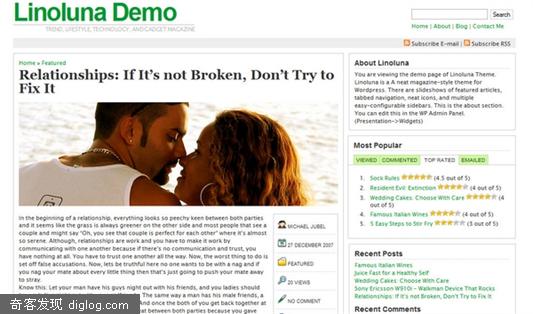 Linoluna Demo
TREND, LIFESTYLE, TECHNOLOGY, AND GADGET MAGAZINE
Search
Home | About | Blog | Contact Me
Subscribe E-mail | Subscribe RSS
Home » Featured
Relationships: If It's not Broken, Don't Try to
Fix It
In the beginning of a relationship, everything looks so peechy keen between both parties
and it seems like the grass is always greener on the other side and most people that see a
couple and might say "Oh, you see that couple is perfect for each other" where it's almost
so serene. Although, relationships are work and you have to make it work by
communicating with one another because if there's no communication and trust, you
have nothing at all. You have to trust one another all the way. Now, the worst thing to do is
set off false accusations. Now, lets be truthful here no one wants to be with a nag and if
you nag your mate about every little thing then that's just going to push your mate away
to stray.
Know this: Let your man have his guys night out with his friends, and you ladies should
The same way a man has his male friends, a
And once the both of you get back together at
that between both parties because you gave
MICHAEL JUBEL
27 DECEMBER 2007
FEATURED
20 VIEWS
NO COMMENT
About Linoluna
You are viewing the demo page of Linoluna Theme.
Linoluna is a A neat magazine-style theme for
Wordpress. There are slideshows of featured articles,
tabbed navigation, neat icons, and multiple
easy-configurable sidebars. This is the about section.
You can edit this in the WP Admin Panel.
(Presentation->Widgets)
Most Popular
VIEWED COMMENTED TOP RATED EMAILED
1. Sock Rules (4.5 out of 5)
2. Resident Evil: Extinction (4 out of 5)
3. Wedding Cakes: Choose With Care (4 out of 5)
4. Famous Italian Wines (4 out of 5)
5. 5 Easy Steps to Stir Fry (3 out of 5)
Recent Posts
Famous Italian Wines
Juice Fast for a Healthy Self
Wedding Cakes: Choose With Care
Sony Ericsson W910i – Walkman Device That Rocks
Relationships: If It's not Broken, Don't Try to Fix It
Recent Comments
奇客发现 diglog.com